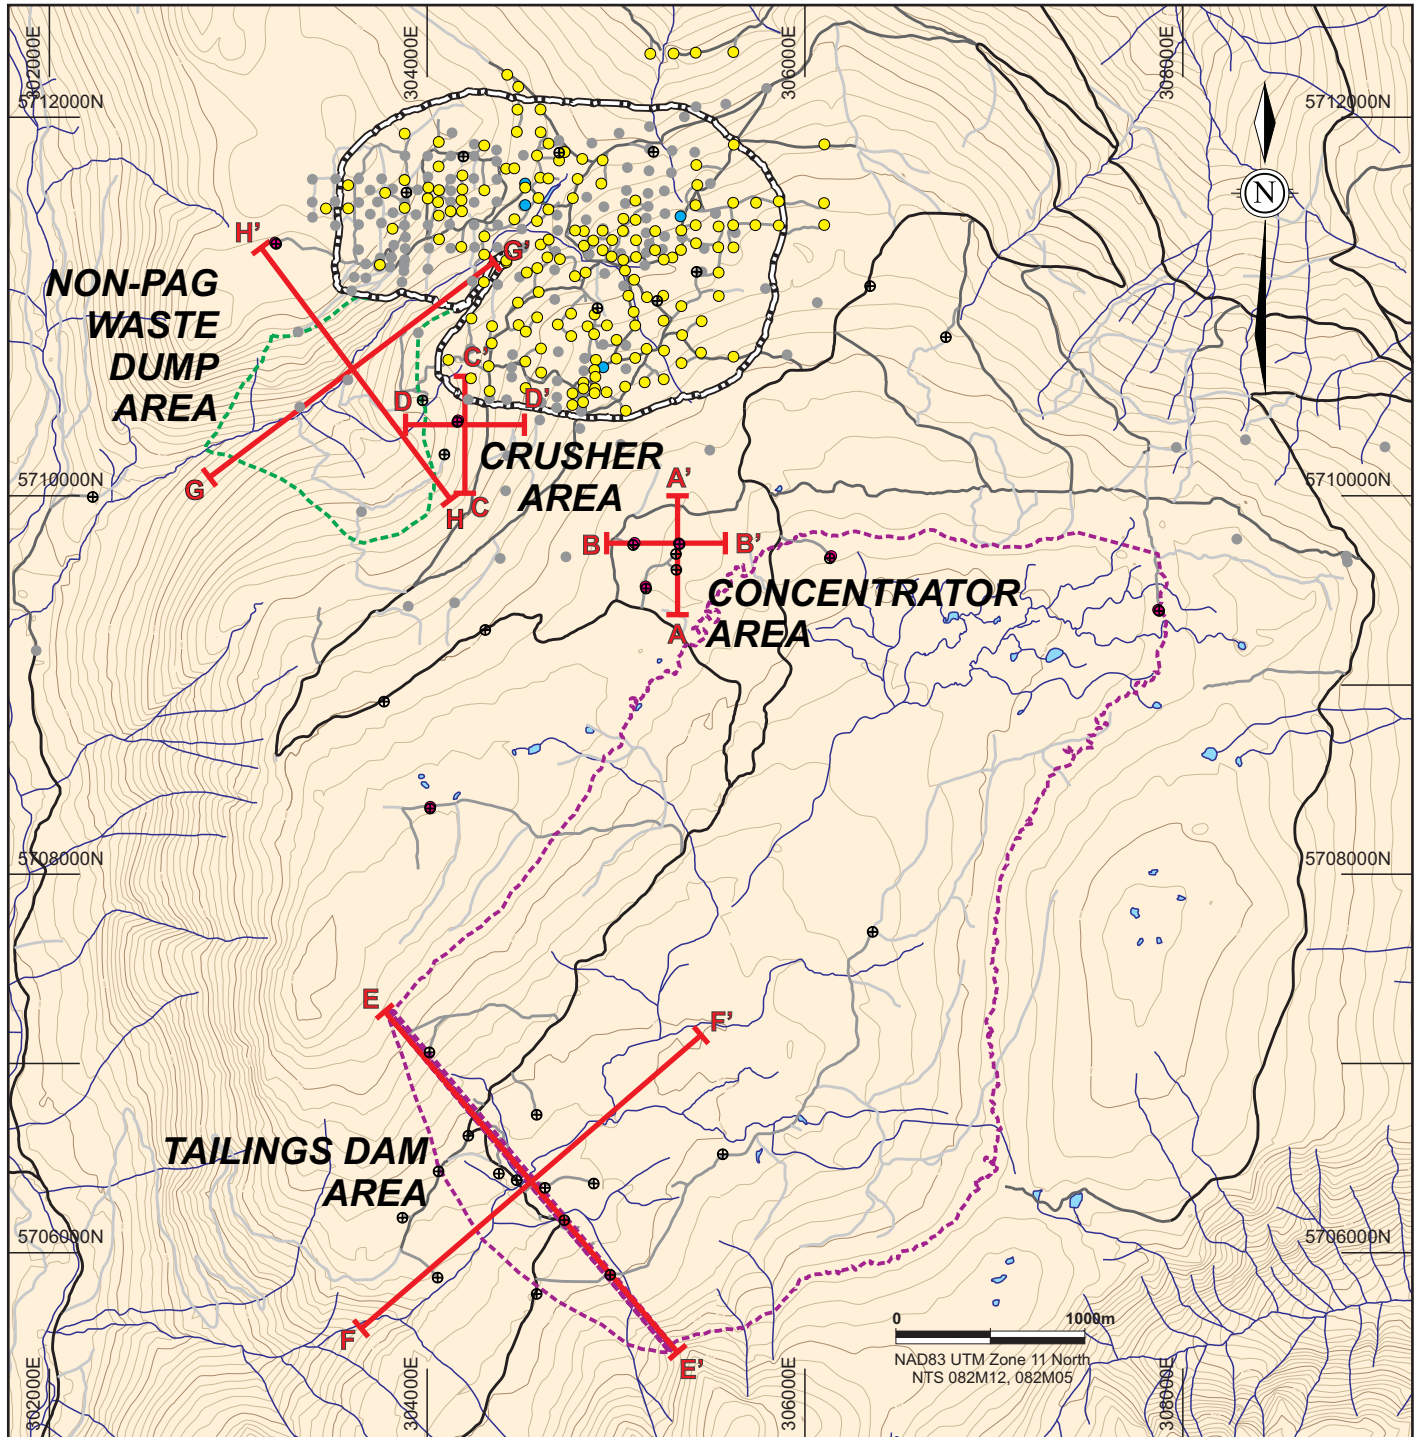 302000E
304000E
306000E
308000E
5712000N
5712000N
N
H’
G’
NON-PAG
WASTE
DUMP
AREA
C’
D
D’
CRUSHER
AREA
G
H
C
A’
B
B’
CONCENTRATOR
AREA
A
5710000N
5710000N
5708000N
5708000N
E
F’
TAILINGS DAM
AREA
5706000N
5706000N
F
E’
0
1000m
NAD83 UTM Zone 11 North
NTS 082M12, 082M05
302000E
304000E
306000E
308000E